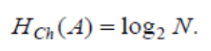 H_{Ch}(A) = log₂ N.